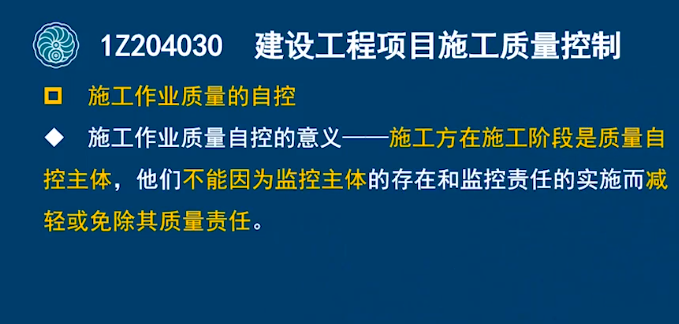 1Z204030 建设工程项目施工质量控制
施工作业质量的自控
施工作业质量自控的意义——施工方在施工阶段是质量自
控主体，他们不能因为监控主体的存在和监控责任的实施而减
轻或免除其质量责任。